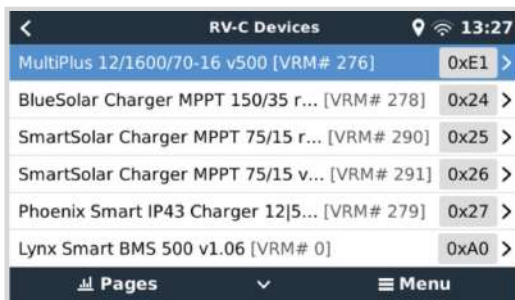 RV-C Devices 13:27
MultiPlus 12/1600/70-16 v500 [VRM# 276] 0xE1
BlueSolar Charger MPPT 150/35 r... [VRM# 278] 0x24
SmartSolar Charger MPPT 75/15 r... [VRM# 290] 0x25
SmartSolar Charger MPPT 75/15 v... [VRM# 291] 0x26
Phoenix Smart IP43 Charger 12|5... [VRM# 279] 0x27
Lynx Smart BMS 500 v1.06 [VRM# 0] 0xA0
Pages Menu